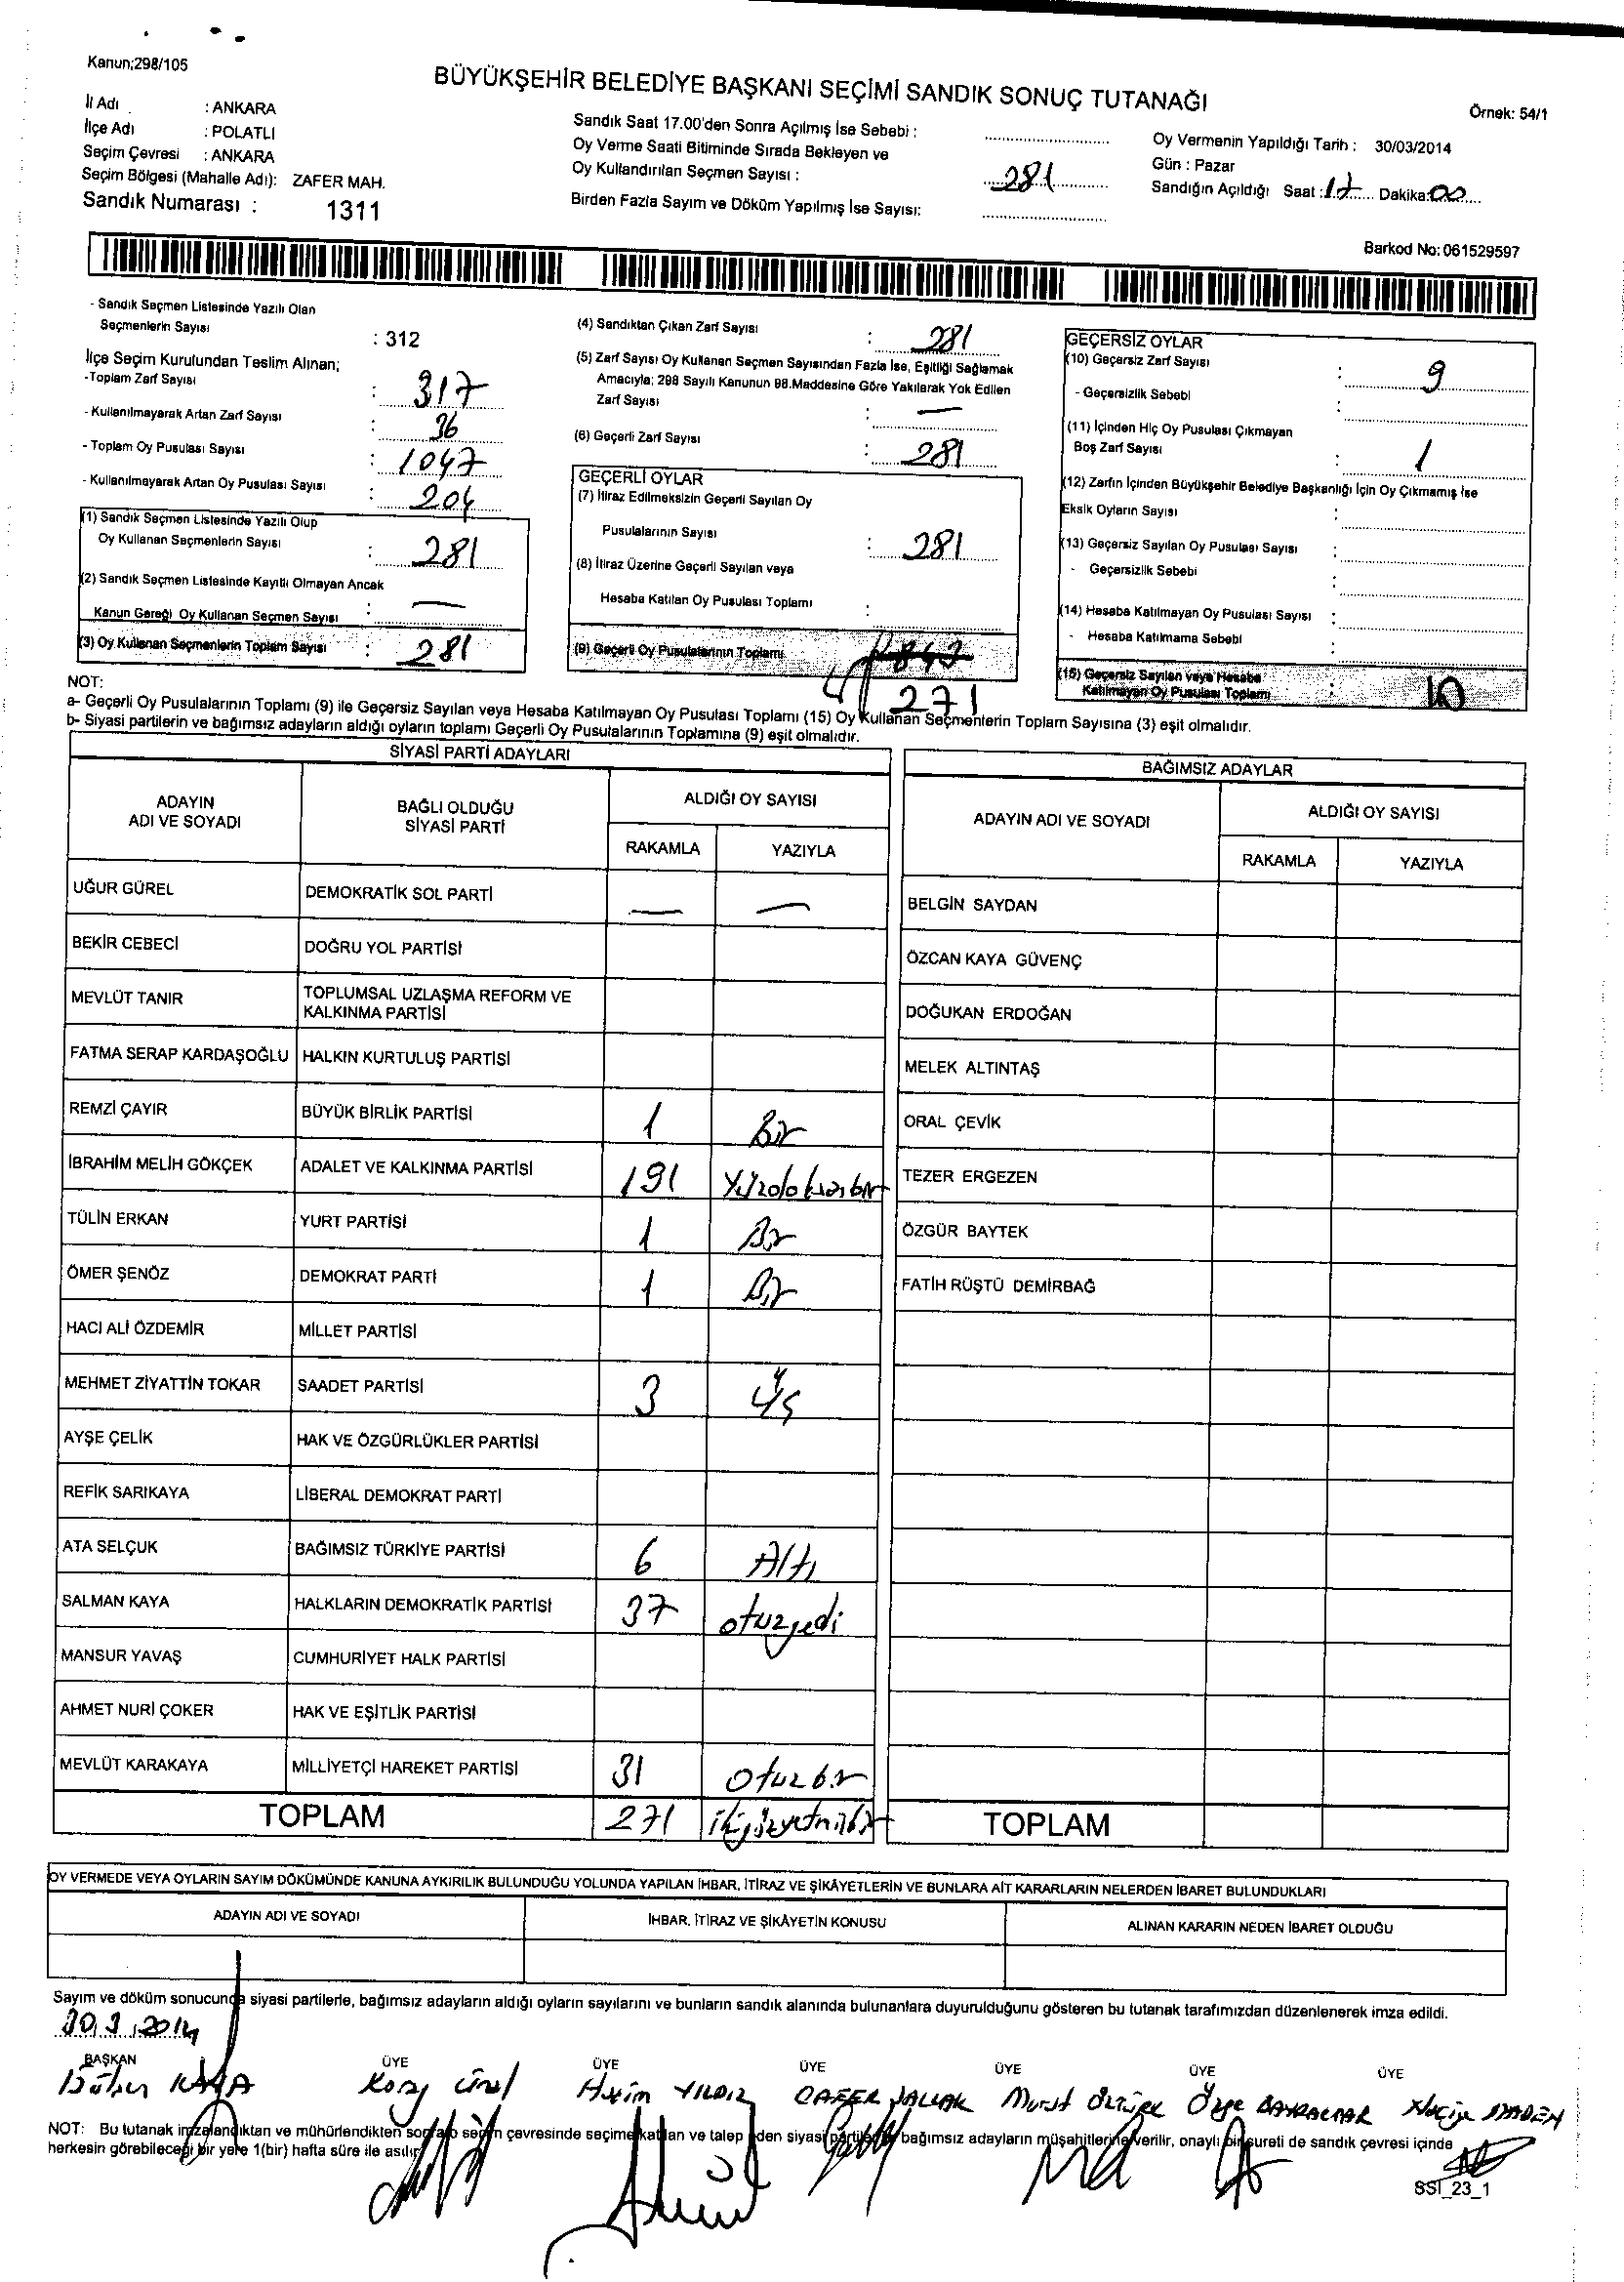 Kanun;298/105
BÜYÜKŞEHİR BELEDİYE BAŞKANI SEÇİMİ SANDIK SONUÇ TUTANAĞI
Örnek: 54/1
İl Adı : ANKARA
İlçe Adı : POLATLI
Seçim Çevresi : ANKARA
Seçim Bölgesi (Mahalle Adı): ZAFER MAH.
Sandık Numarası : 1311
Sandık Saat 17.00'den Sonra Açılmış İse Sebebi :
Oy Verme Saati Bitiminde Sırada Bekleyen ve
Oy Kullandırılan Seçmen Sayısı : 281
Birden Fazla Sayım ve Döküm Yapılmış İse Sayısı:
Oy Vermenin Yapıldığı Tarih : 30/03/2014
Gün : Pazar
Sandığın Açıldığı Saat : 17 Dakika: 00
Barkod No: 061529597
- Sandık Seçmen Listesinde Yazılı Olan
Seçmenlerin Sayısı : 312
İlçe Seçim Kurulundan Teslim Alınan;
-Toplam Zarf Sayısı : 317
- Kullanılmayarak Artan Zarf Sayısı : 36
- Toplam Oy Pusulası Sayısı : 1047
- Kullanılmayarak Artan Oy Pusulası Sayısı : 204
(1) Sandık Seçmen Listesinde Yazılı Olup
Oy Kullanan Seçmenlerin Sayısı : 281
(2) Sandık Seçmen Listesinde Kayıtlı Olmayan Ancak
Kanun Gereği Oy Kullanan Seçmen Sayısı : —
(3) Oy Kullanan Seçmenlerin Toplam Sayısı : 281
(4) Sandıktan Çıkan Zarf Sayısı : 281
(5) Zarf Sayısı Oy Kullanan Seçmen Sayısından Fazla İse, Eşitliği Sağlamak
Amacıyla; 298 Sayılı Kanunun 98.Maddesine Göre Yakılarak Yok Edilen
Zarf Sayısı : —
(6) Geçerli Zarf Sayısı : 281
GEÇERLİ OYLAR
(7) İtiraz Edilmeksizin Geçerli Sayılan Oy
Pusulalarının Sayısı : 281
(8) İtiraz Üzerine Geçerli Sayılan veya
Hesaba Katılan Oy Pusulası Toplamı :
(9) Geçerli Oy Pusulalarının Toplamı 843
271
GEÇERSİZ OYLAR
(10) Geçersiz Zarf Sayısı : 9
- Geçersizlik Sebebi :
(11) İçinden Hiç Oy Pusulası Çıkmayan
Boş Zarf Sayısı : 1
(12) Zarfın İçinden Büyükşehir Belediye Başkanlığı İçin Oy Çıkmamış İse
Eksik Oyların Sayısı :
(13) Geçersiz Sayılan Oy Pusulası Sayısı :
- Geçersizlik Sebebi :
(14) Hesaba Katılmayan Oy Pusulası Sayısı :
- Hesaba Katılmama Sebebi :
(15) Geçersiz Sayılan veya Hesaba
Katılmayan Oy Pusulası Toplamı : 10
NOT:
a- Geçerli Oy Pusulalarının Toplamı (9) ile Geçersiz Sayılan veya Hesaba Katılmayan Oy Pusulası Toplamı (15) Oy Kullanan Seçmenlerin Toplam Sayısına (3) eşit olmalıdır.
b- Siyasi partilerin ve bağımsız adayların aldığı oyların toplamı Geçerli Oy Pusulalarının Toplamına (9) eşit olmalıdır.
SİYASİ PARTİ ADAYLARI
ADAYIN ADI VE SOYADI BAĞLI OLDUĞU SİYASİ PARTİ ALDIĞI OY SAYISI
RAKAMLA YAZIYLA
UĞUR GÜREL DEMOKRATİK SOL PARTİ — —
BEKİR CEBECİ DOĞRU YOL PARTİSİ
MEVLÜT TANIR TOPLUMSAL UZLAŞMA REFORM VE
KALKINMA PARTİSİ
FATMA SERAP KARDAŞOĞLU HALKIN KURTULUŞ PARTİSİ
REMZİ ÇAYIR BÜYÜK BİRLİK PARTİSİ 1 Bir
İBRAHİM MELİH GÖKÇEK ADALET VE KALKINMA PARTİSİ 191
TÜLİN ERKAN YURT PARTİSİ 1 Bir
ÖMER ŞENÖZ DEMOKRAT PARTİ 1 Bir
HACI ALİ ÖZDEMİR MİLLET PARTİSİ
MEHMET ZİYATTİN TOKAR SAADET PARTİSİ 3 Üç
AYŞE ÇELİK HAK VE ÖZGÜRLÜKLER PARTİSİ
REFİK SARIKAYA LİBERAL DEMOKRAT PARTİ
ATA SELÇUK BAĞIMSIZ TÜRKİYE PARTİSİ 6 Altı
SALMAN KAYA HALKLARIN DEMOKRATİK PARTİSİ 37 otuzyedi
MANSUR YAVAŞ CUMHURİYET HALK PARTİSİ
AHMET NURİ ÇOKER HAK VE EŞİTLİK PARTİSİ
MEVLÜT KARAKAYA MİLLİYETÇİ HAREKET PARTİSİ 31 otuzbir
TOPLAM 271
BAĞIMSIZ ADAYLAR
ADAYIN ADI VE SOYADI ALDIĞI OY SAYISI
RAKAMLA YAZIYLA
BELGİN SAYDAN
ÖZCAN KAYA GÜVENÇ
DOĞUKAN ERDOĞAN
MELEK ALTINTAŞ
ORAL ÇEVİK
TEZER ERGEZEN
ÖZGÜR BAYTEK
FATİH RÜŞTÜ DEMİRBAĞ
TOPLAM
OY VERMEDE VEYA OYLARIN SAYIM DÖKÜMÜNDE KANUNA AYKIRILIK BULUNDUĞU YOLUNDA YAPILAN İHBAR, İTİRAZ VE ŞİKÂYETLERİN VE BUNLARA AİT KARARLARIN NELERDEN İBARET BULUNDUKLARI
ADAYIN ADI VE SOYADI İHBAR, İTİRAZ VE ŞİKÂYETİN KONUSU ALINAN KARARIN NEDEN İBARET OLDUĞU
Sayım ve döküm sonucunda siyasi partilerle, bağımsız adayların aldığı oyların sayılarını ve bunların sandık alanında bulunanlara duyurulduğunu gösteren bu tutanak tarafımızdan düzenlenerek imza edildi.
30.3.2014
BAŞKAN ÜYE ÜYE ÜYE ÜYE ÜYE ÜYE
KAYA Koray Ünal YILDIZ ZAFER Murat Öztürk Özge BAYRAKTAR MADEN
NOT: Bu tutanak imzalandıktan ve mühürlendikten sonra o seçim çevresinde seçime katılan ve talep eden siyasi partilerle bağımsız adayların müşahitlerine verilir, onaylı bir sureti de sandık çevresi içinde
herkesin görebileceği bir yere 1(bir) hafta süre ile asılır.
SSİ_23_1